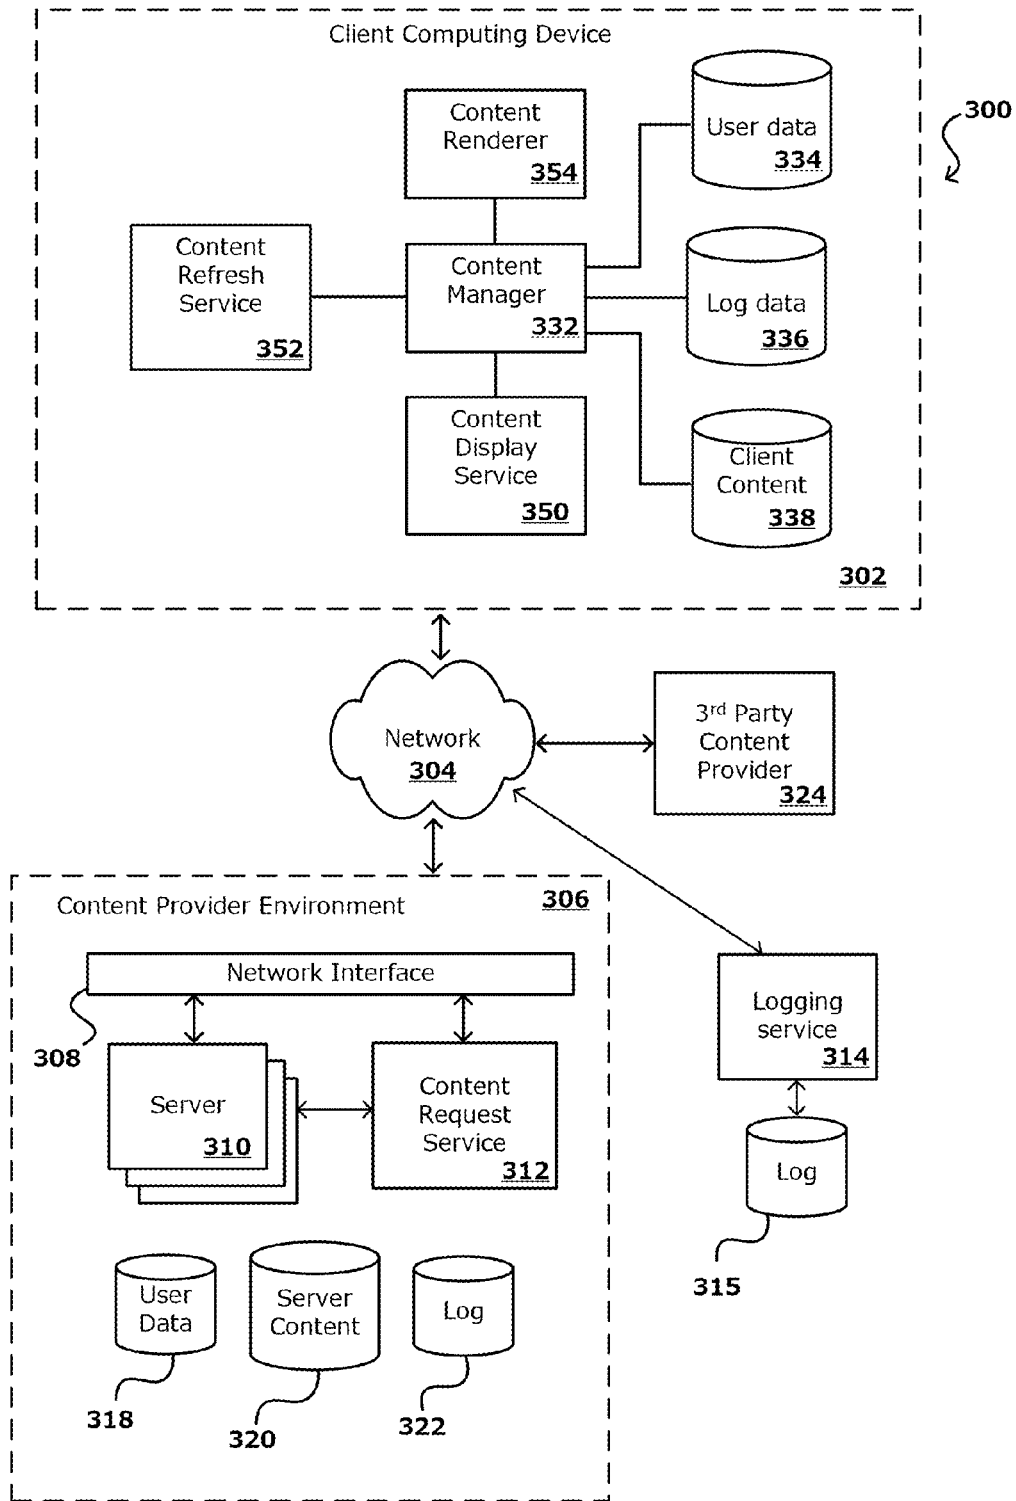 Client Computing Device
300
Content
Renderer
354
User data
334
Content
Refresh
Service
352
Content
Manager
332
Log data
336
Content
Display
Service
350
Client
Content
338
302
Network
304
3rd Party
Content
Provider
324
Content Provider Environment
306
Network Interface
308
Server
310
Content
Request
Service
312
Logging
service
314
Log
315
User
Data
318
Server
Content
320
Log
322